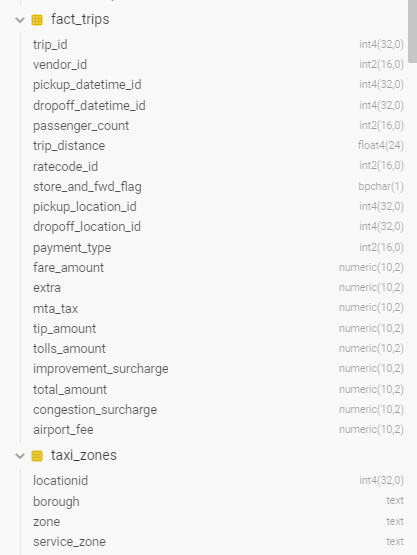 fact_trips
trip_id int4(32,0)
vendor_id int2(16,0)
pickup_datetime_id int4(32,0)
dropoff_datetime_id int4(32,0)
passenger_count int2(16,0)
trip_distance float4(24)
ratecode_id int2(16,0)
store_and_fwd_flag bpchar(1)
pickup_location_id int4(32,0)
dropoff_location_id int4(32,0)
payment_type int2(16,0)
fare_amount numeric(10,2)
extra numeric(10,2)
mta_tax numeric(10,2)
tip_amount numeric(10,2)
tolls_amount numeric(10,2)
improvement_surcharge numeric(10,2)
total_amount numeric(10,2)
congestion_surcharge numeric(10,2)
airport_fee numeric(10,2)
taxi_zones
locationid int4(32,0)
borough text
zone text
service_zone text